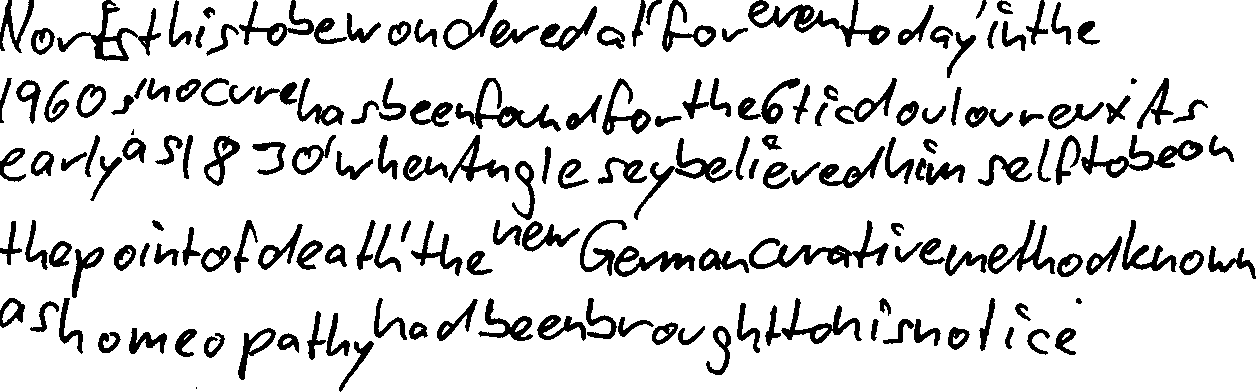 Nor is this to be wondered at, for even today, in the
1960s, no cure has been found for the tic douloureux. As
early as 1830, when Anglesey believed himself to be on
the point of death, the new German curative method known
as homeopathy had been brought to his notice.